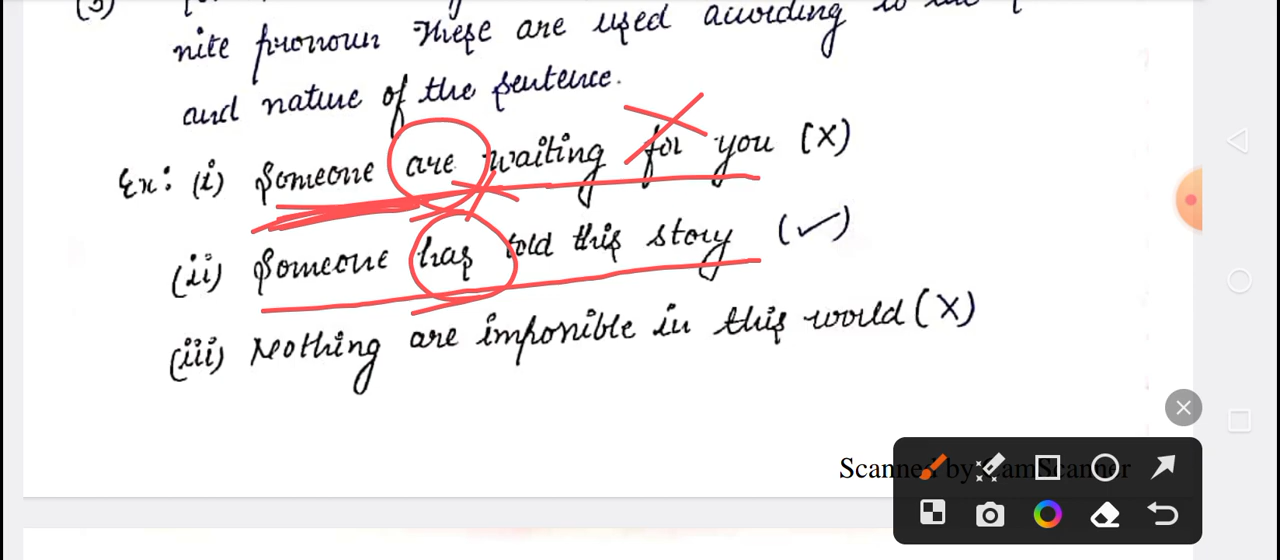 (3)
nite pronoun These are used according to
and nature of the sentence.
Ex: (i) Someone are waiting for you (X)
(ii) Someone has told this story (✓)
(iii) Nothing are impossible in this world (X)
Scanned by CamScanner